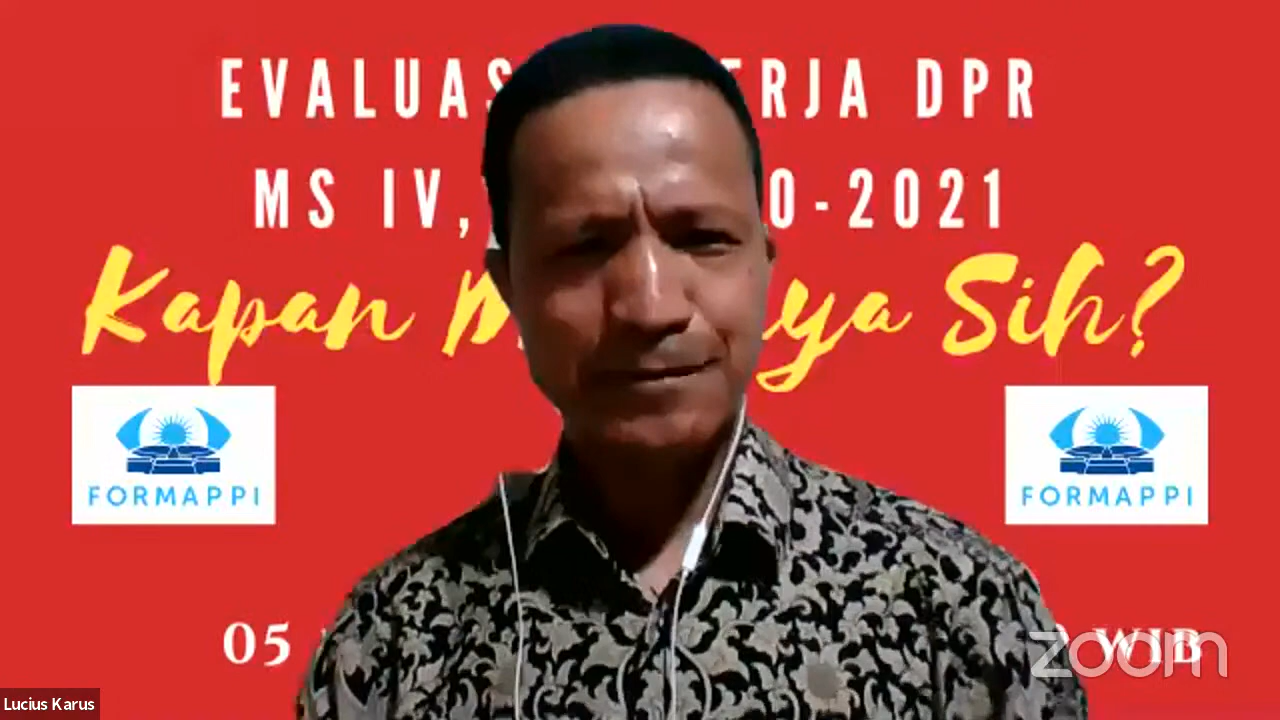 EVALUAS ERJA DPR
MS IV, 0-2021
Kapan ya Sih?
FORMAPPI
FORMAPPI
05 WIB
zoom
Lucius Karus